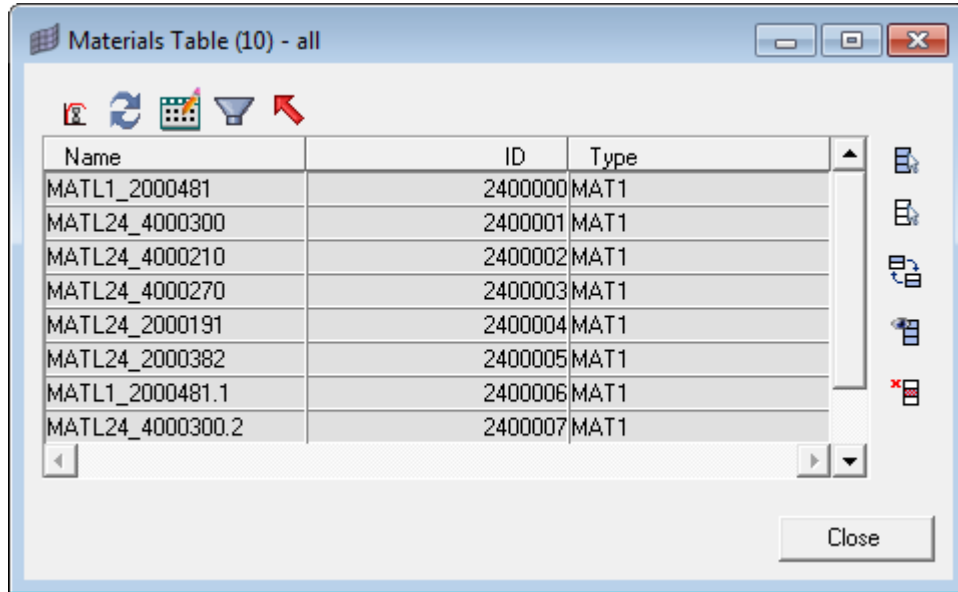 Materials Table (10) - all
Name ID Type
MATL1_2000481 2400000 MAT1
MATL24_4000300 2400001 MAT1
MATL24_4000210 2400002 MAT1
MATL24_4000270 2400003 MAT1
MATL24_2000191 2400004 MAT1
MATL24_2000382 2400005 MAT1
MATL1_2000481.1 2400006 MAT1
MATL24_4000300.2 2400007 MAT1
Close